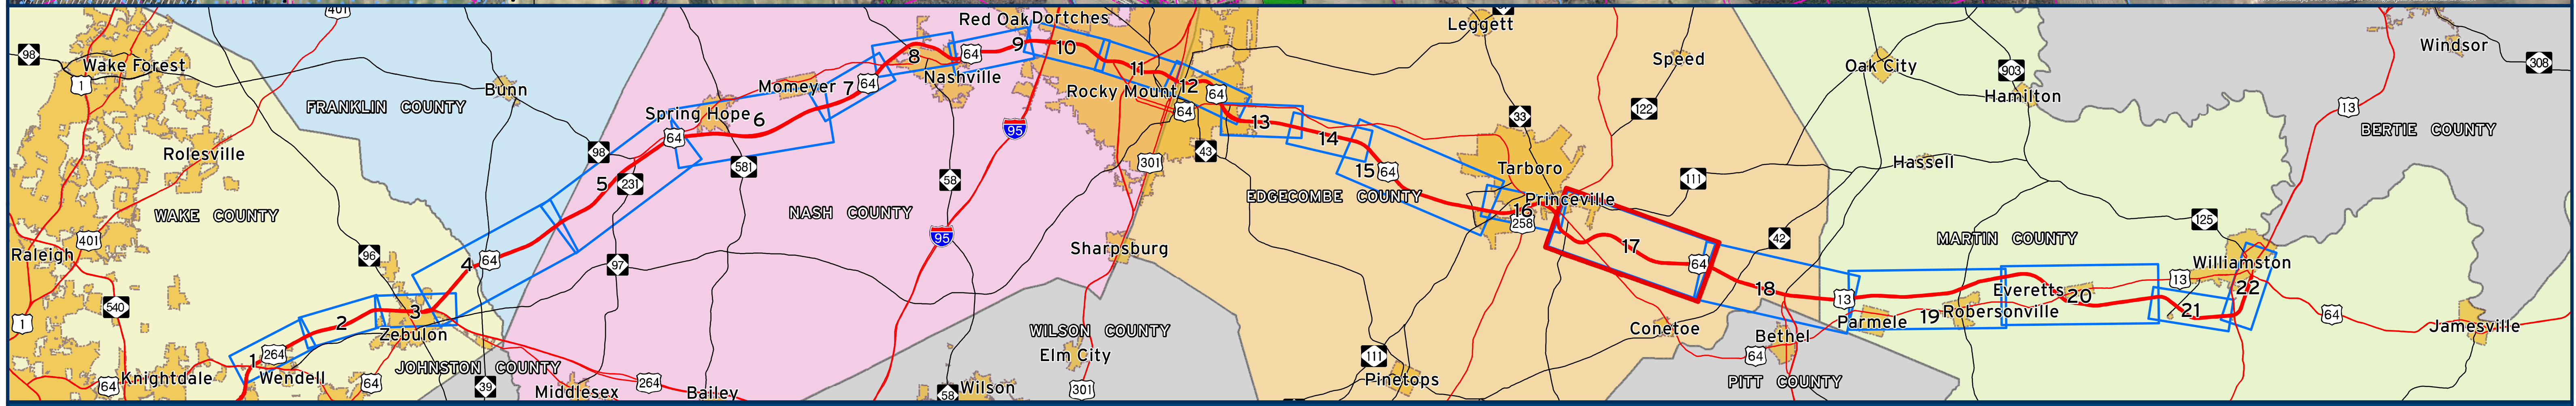 401
Red Oak
Dortches
Leggett
98
Wake Forest
1
8
64
9
10
Nashville
Windsor
308
Speed
Oak City
903
Hamilton
FRANKLIN COUNTY
Bunn
Momeyer
7
64
11
Rocky Mount
12
64
64
13
Spring Hope
6
64
95
33
122
13
BERTIE COUNTY
Rolesville
98
581
14
43
301
15
64
Tarboro
Hassell
5
231
58
111
WAKE COUNTY
NASH COUNTY
EDGECOMBE COUNTY
Princeville
16
258
125
401
Raleigh
96
4
64
97
95
Sharpsburg
17
64
42
MARTIN COUNTY
Williamston
540
1
2
3
Zebulon
18
13
Everetts
20
13
22
1
264
Wendell
WILSON COUNTY
Elm City
Conetoe
Bethel
Parmele
19
Robersonville
21
64
Jamesville
Knightdale
64
64
JOHNSTON COUNTY
39
Middlesex
264
Bailey
58
Wilson
301
111
Pinetops
64
PITT COUNTY